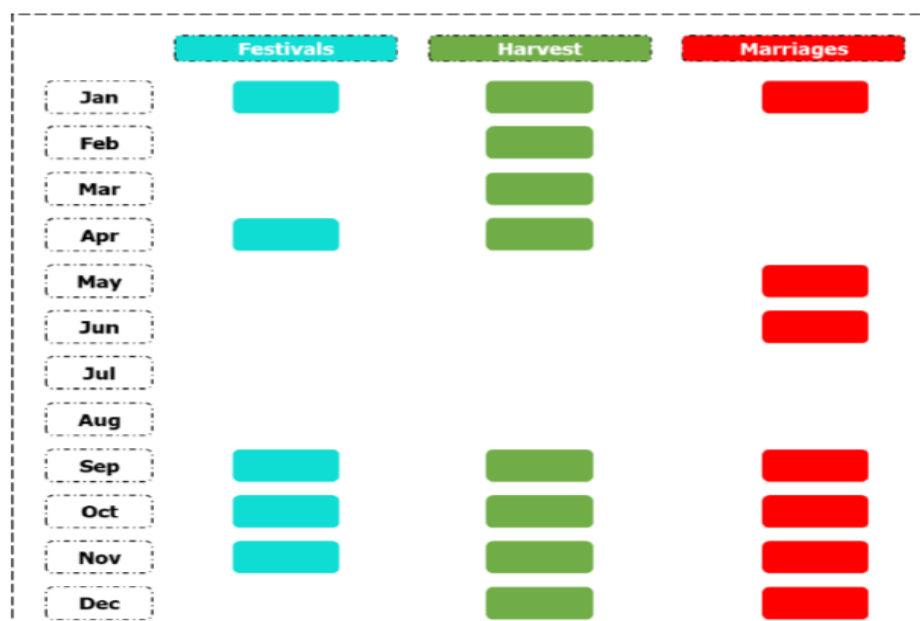 Festivals Harvest Marriages
Jan
Feb
Mar
Apr
May
Jun
Jul
Aug
Sep
Oct
Nov
Dec